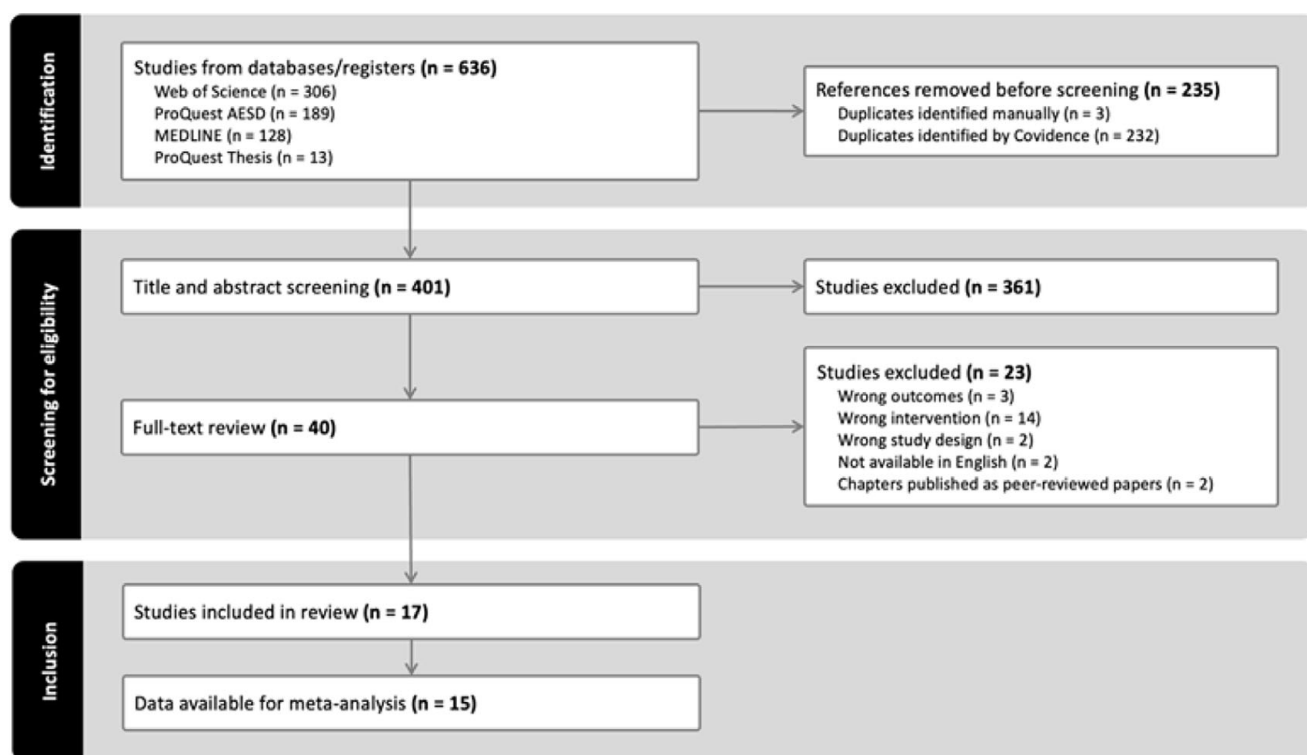 Identification
Studies from databases/registers (n = 636)
Web of Science (n = 306)
ProQuest AESD (n = 189)
MEDLINE (n = 128)
ProQuest Thesis (n = 13)
References removed before screening (n = 235)
Duplicates identified manually (n = 3)
Duplicates identified by Covidence (n = 232)
Screening for eligibility
Title and abstract screening (n = 401)
Studies excluded (n = 361)
Full-text review (n = 40)
Studies excluded (n = 23)
Wrong outcomes (n = 3)
Wrong intervention (n = 14)
Wrong study design (n = 2)
Not available in English (n = 2)
Chapters published as peer-reviewed papers (n = 2)
Inclusion
Studies included in review (n = 17)
Data available for meta-analysis (n = 15)